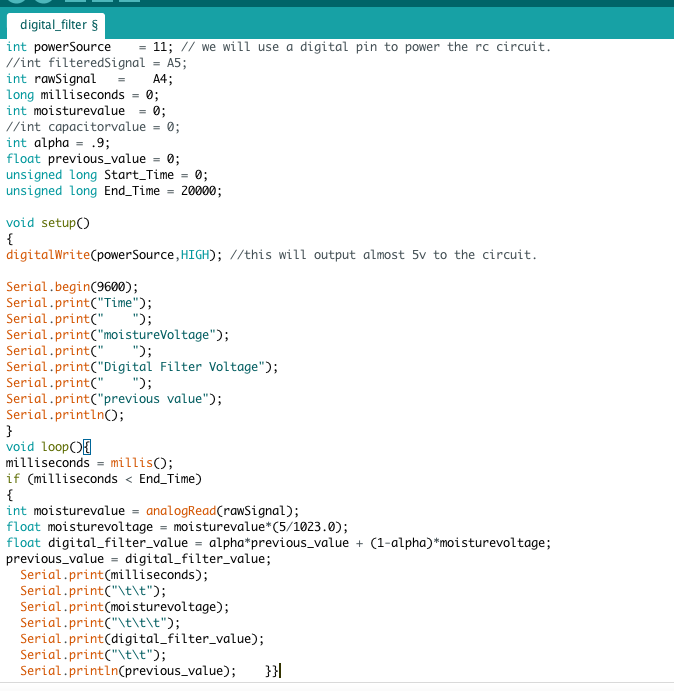 digital_filter §
int powerSource    = 11; // we will use a digital pin to power the rc circuit.
//int filteredSignal = A5;
int rawSignal   =    A4;
long milliseconds = 0;
int moisturevalue  = 0;
//int capacitorvalue = 0;
int alpha = .9;
float previous_value = 0;
unsigned long Start_Time = 0;
unsigned long End_Time = 20000;
void setup()
{
digitalWrite(powerSource,HIGH); //this will output almost 5v to the circuit.
Serial.begin(9600);
Serial.print("Time");
Serial.print("    ");
Serial.print("moistureVoltage");
Serial.print("    ");
Serial.print("Digital Filter Voltage");
Serial.print("    ");
Serial.print("previous value");
Serial.println();
}
void loop(){
milliseconds = millis();
if (milliseconds < End_Time)
{
int moisturevalue = analogRead(rawSignal);
float moisturevoltage = moisturevalue*(5/1023.0);
float digital_filter_value = alpha*previous_value + (1-alpha)*moisturevoltage;
previous_value = digital_filter_value;
  Serial.print(milliseconds);
  Serial.print("\t\t");
  Serial.print(moisturevoltage);
  Serial.print("\t\t\t");
  Serial.print(digital_filter_value);
  Serial.print("\t\t");
  Serial.println(previous_value);    }}